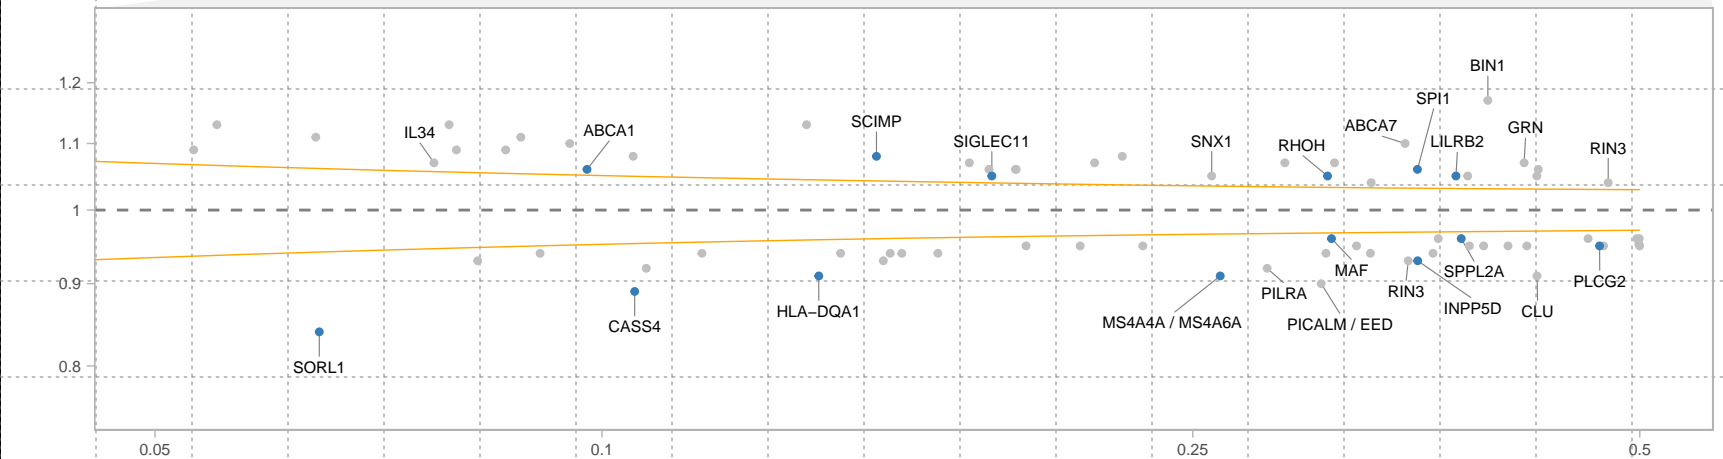 BIN1
1.2
SPI1
SCIMP
ABCA7
GRN
IL34
ABCA1
1.1
SIGLEC11
SNX1
RHOH
LILRB2
RIN3
1
MAF
SPPL2A
0.9
PLCG2
PILRA
RIN3
HLA−DQA1
INPP5D
CLU
CASS4
MS4A4A / MS4A6A
PICALM / EED
0.8
SORL1
0.05
0.1
0.25
0.5